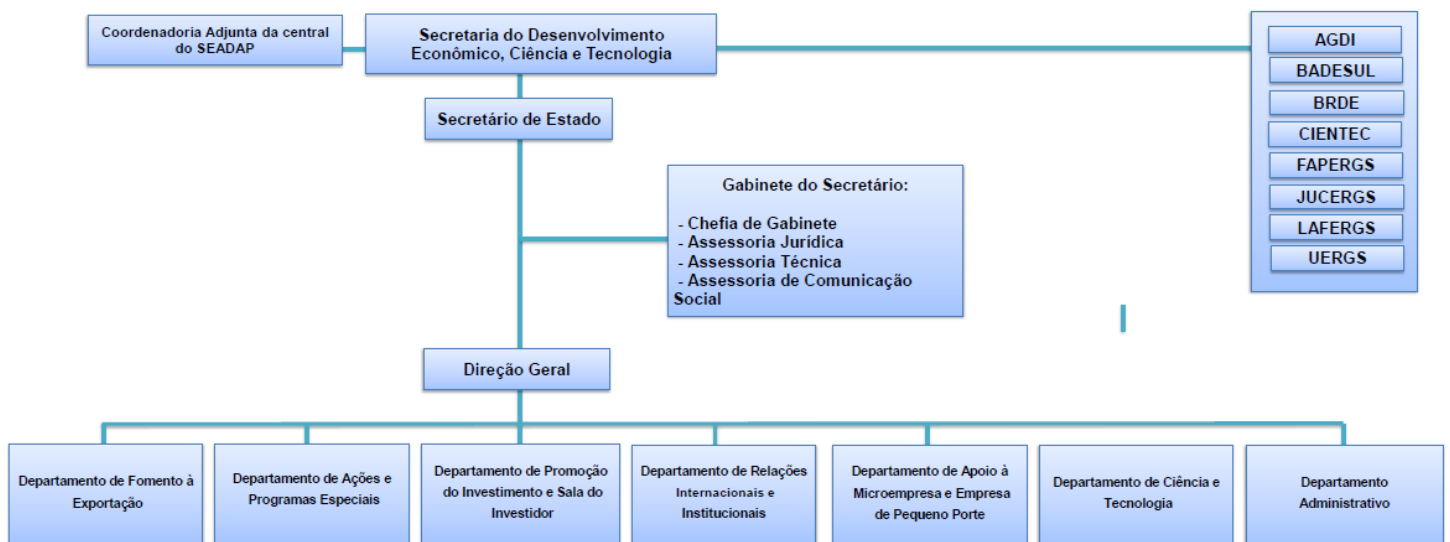 Coordenadoria Adjunta da central
do SEADAP
Secretaria do Desenvolvimento
Econômico, Ciência e Tecnologia
AGDI
BADESUL
BRDE
CIENTEC
FAPERGS
JUCERGS
LAFERGS
UERGS
Secretário de Estado
Gabinete do Secretário:
- Chefia de Gabinete
- Assessoria Jurídica
- Assessoria Técnica
- Assessoria de Comunicação
Social
Direção Geral
Departamento de Fomento à
Exportação
Departamento de Ações e
Programas Especiais
Departamento de Promoção
do Investimento e Sala do
Investidor
Departamento de Relações
Internacionais e
Institucionais
Departamento de Apoio à
Microempresa e Empresa
de Pequeno Porte
Departamento de Ciência e
Tecnologia
Departamento
Administrativo